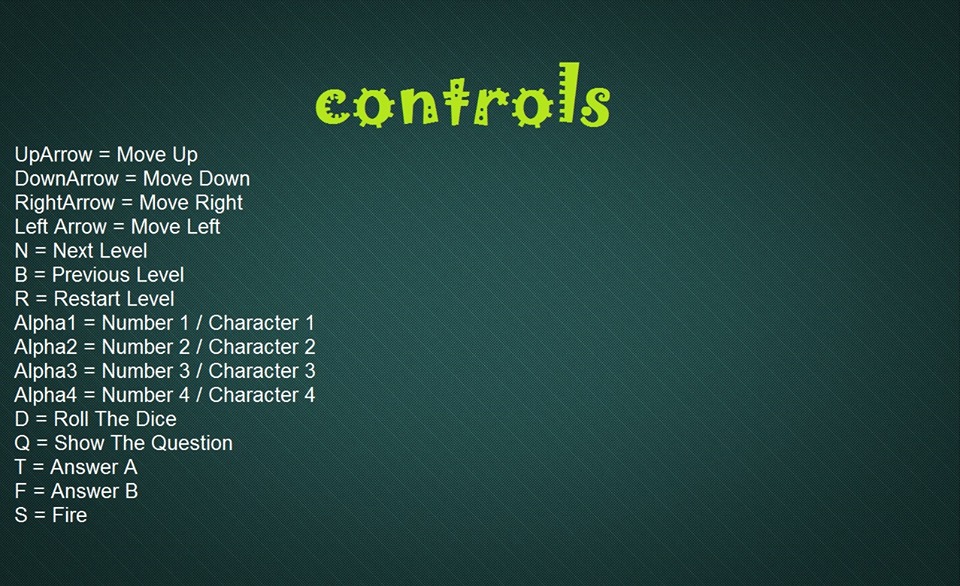 controls
UpArrow = Move Up
DownArrow = Move Down
RightArrow = Move Right
Left Arrow = Move Left
N = Next Level
B = Previous Level
R = Restart Level
Alpha1 = Number 1 / Character 1
Alpha2 = Number 2 / Character 2
Alpha3 = Number 3 / Character 3
Alpha4 = Number 4 / Character 4
D = Roll The Dice
Q = Show The Question
T = Answer A
F = Answer B
S = Fire